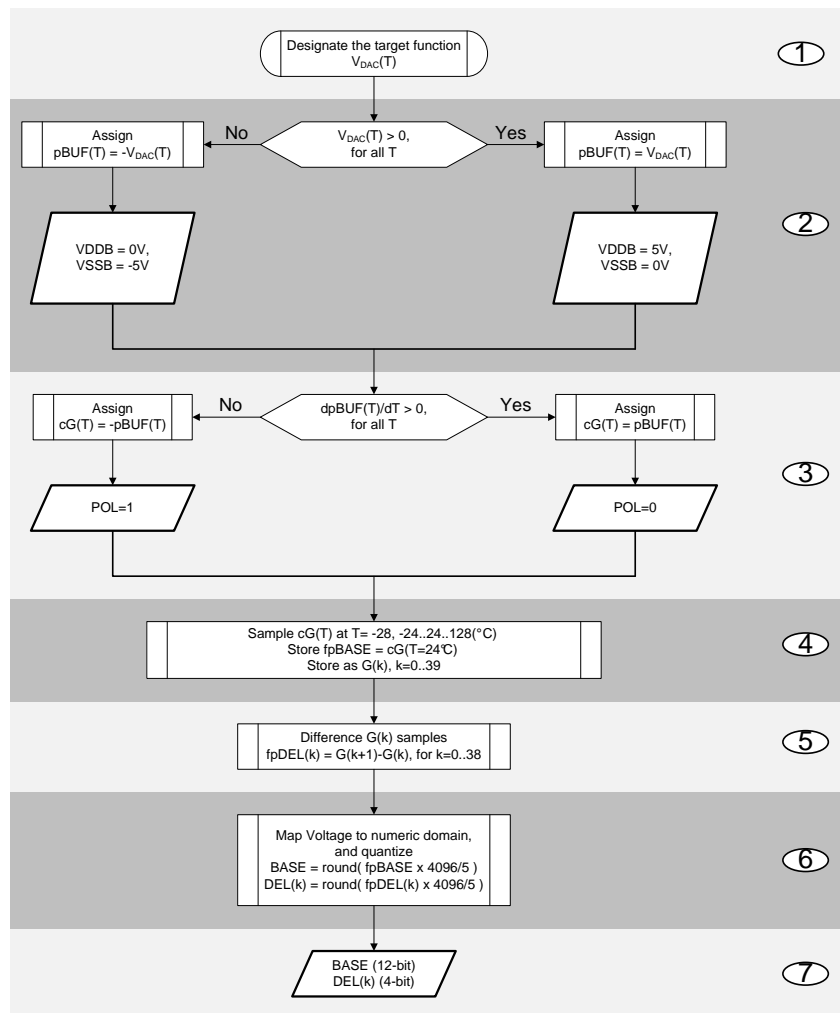 Designate the target function
V_DAC(T)
1
No
V_DAC(T) > 0,
for all T
Yes
Assign
pBUF(T) = -V_DAC(T)
Assign
pBUF(T) = V_DAC(T)
VDDB = 0V,
VSSB = -5V
VDDB = 5V,
VSSB = 0V
2
No
dpBUF(T)/dT > 0,
for all T
Yes
Assign
cG(T) = -pBUF(T)
Assign
cG(T) = pBUF(T)
POL=1
POL=0
3
Sample cG(T) at T= -28, -24..24..128(°C)
Store fpBASE = cG(T=24°C)
Store as G(k), k=0..39
4
Difference G(k) samples
fpDEL(k) = G(k+1)-G(k), for k=0..38
5
Map Voltage to numeric domain,
and quantize
BASE = round( fpBASE x 4096/5 )
DEL(k) = round( fpDEL(k) x 4096/5 )
6
BASE (12-bit)
DEL(k) (4-bit)
7